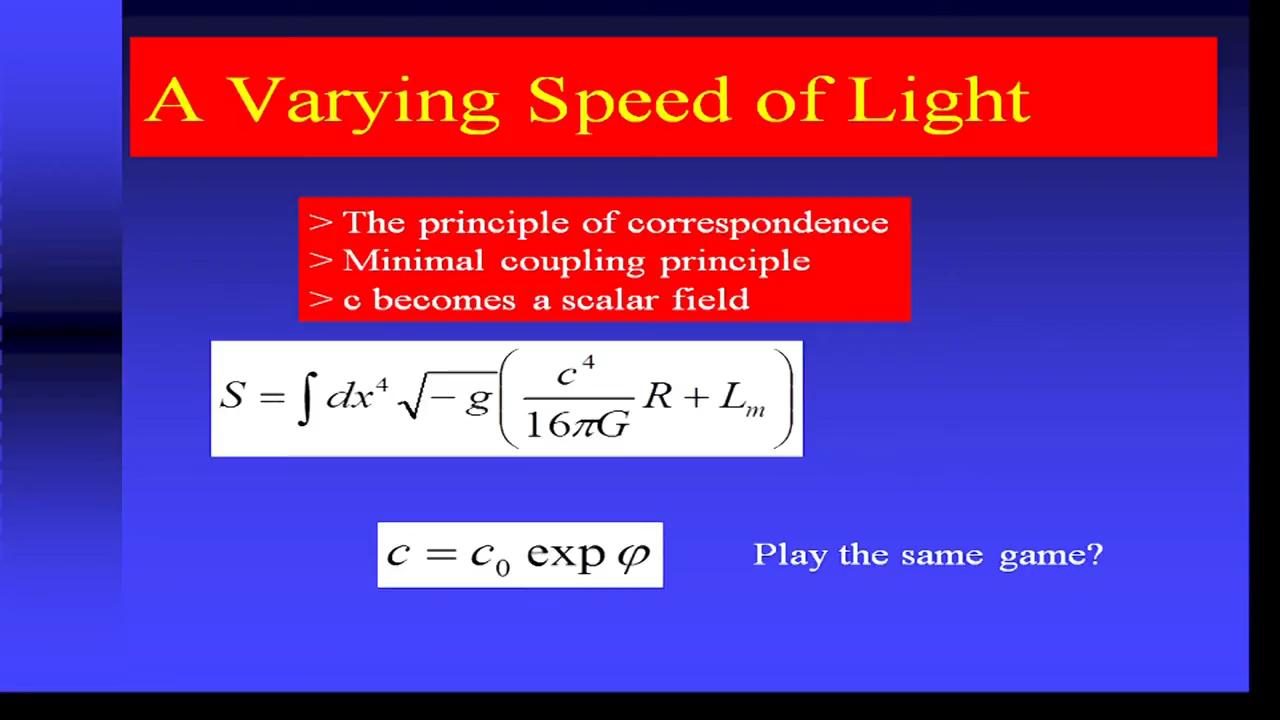 A Varying Speed of Light
> The principle of correspondence
> Minimal coupling principle
> c becomes a scalar field
S = ∫ dx⁴ √−g ( c⁴ / 16πG R + Lₘ )
c = c₀ exp φ
Play the same game?